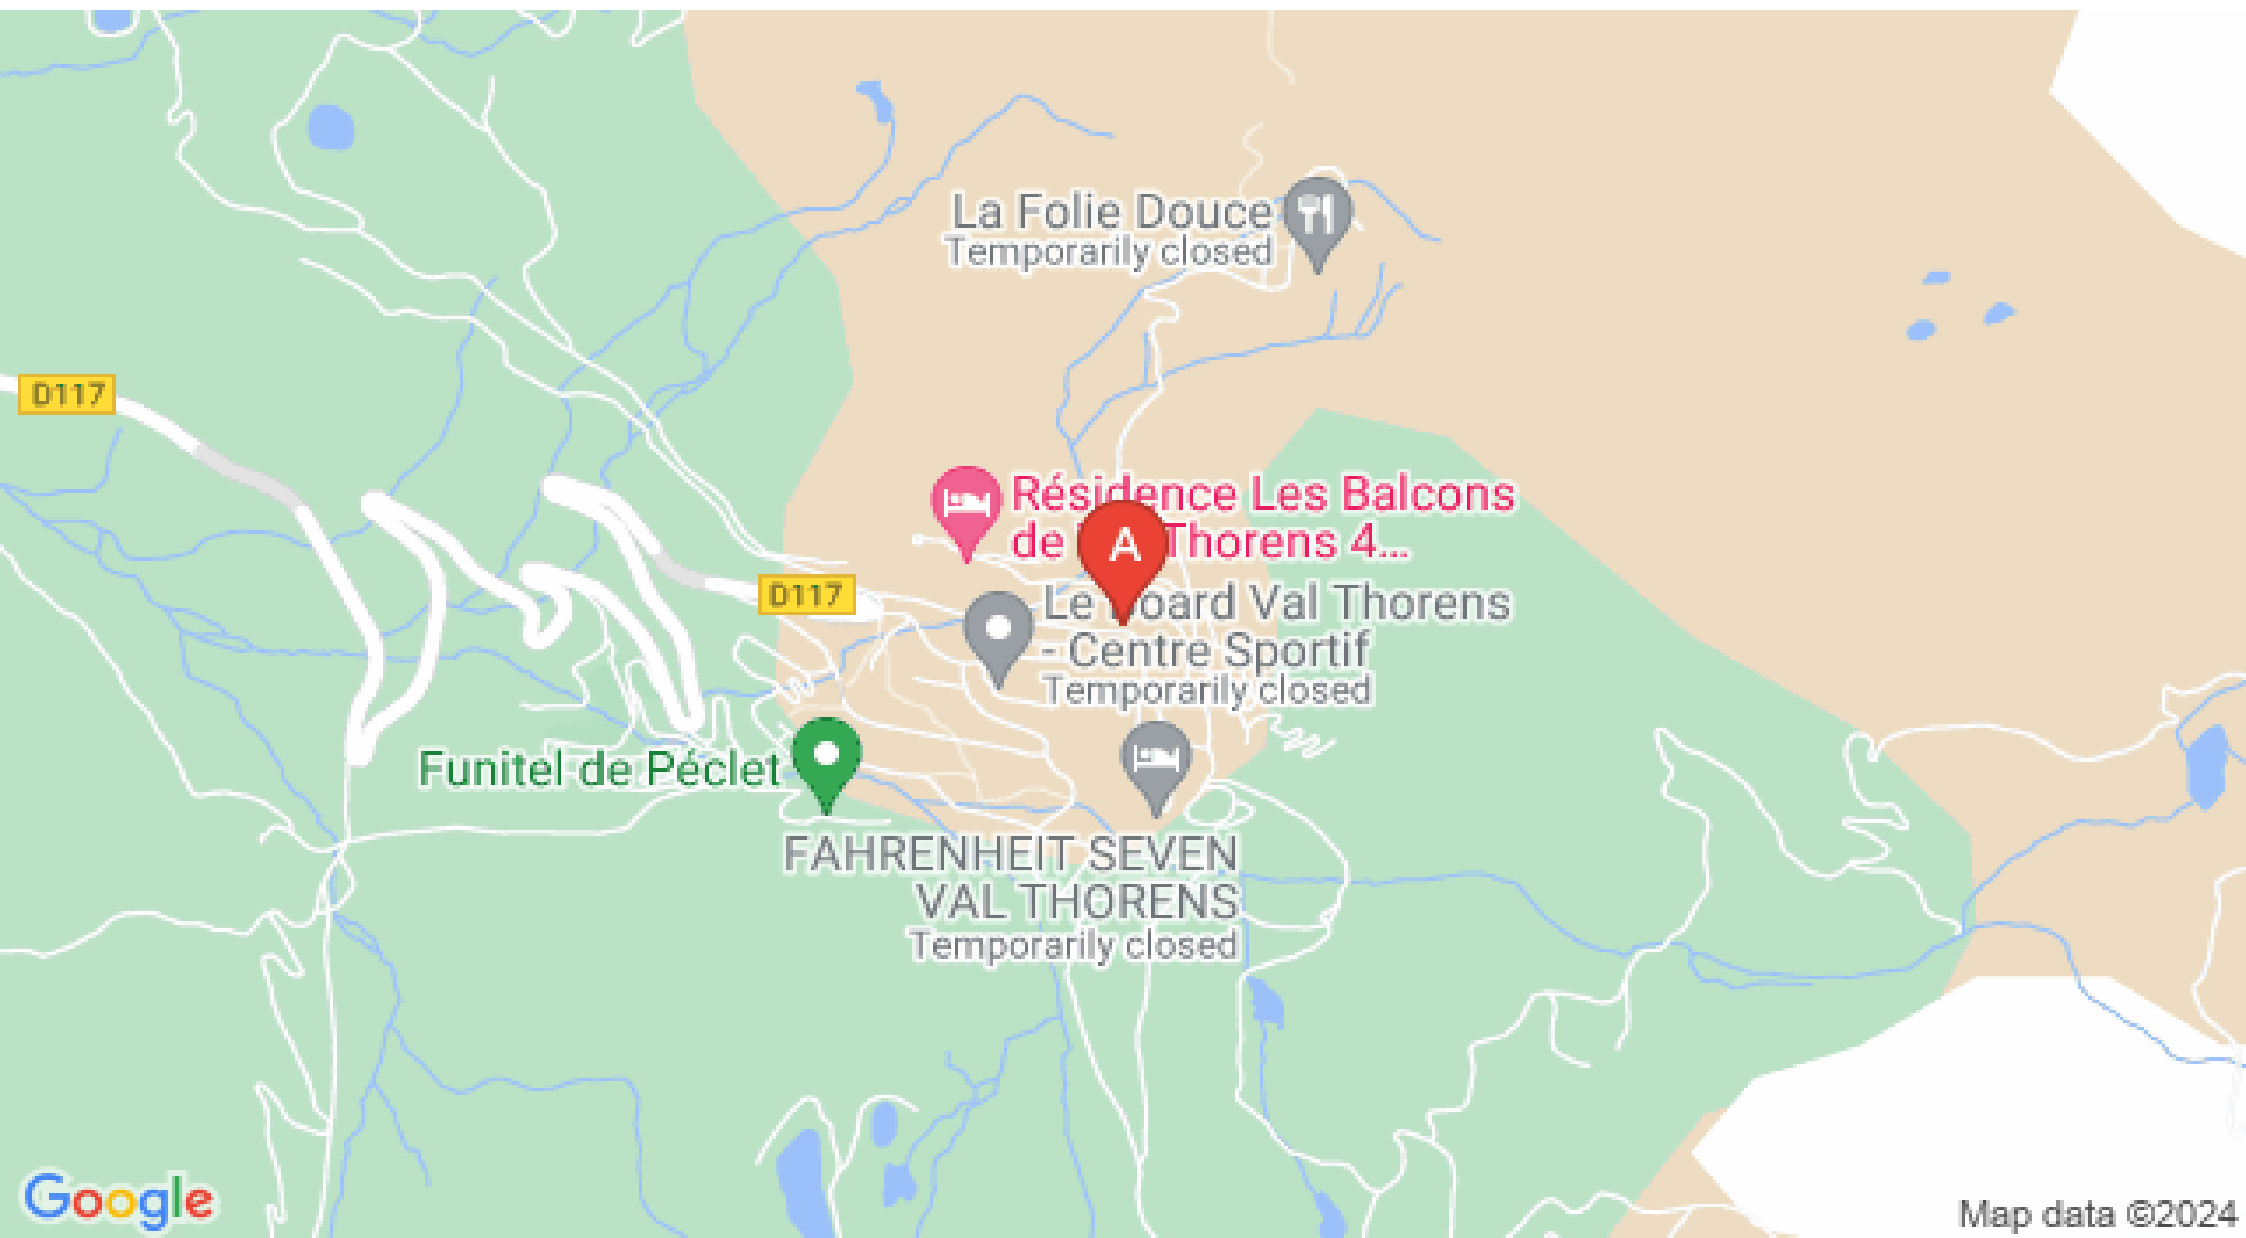 La Folie Douce
Temporarily closed
D117
Résidence Les Balcons
de Thorens 4...
A
D117
Le Board Val Thorens
- Centre Sportif
Temporarily closed
Funitel de Péclet
FAHRENHEIT SEVEN
VAL THORENS
Temporarily closed
Google
Map data ©2024